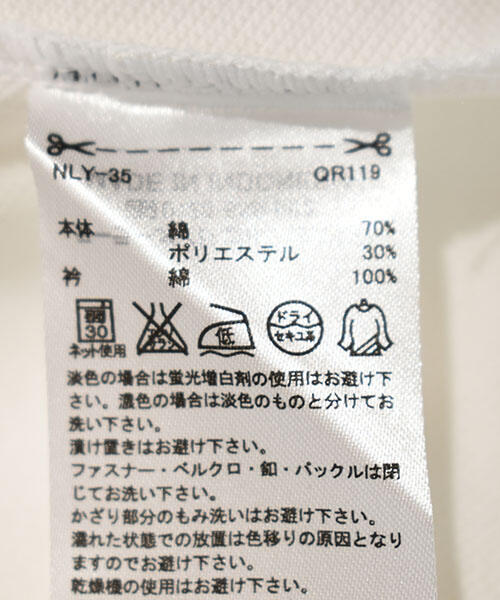 NLY-35 QR119
本体 綿 70%
ポリエステル 30%
衿 綿 100%
30 低 ドライ
セキユ系
ネット使用
淡色の場合は蛍光増白剤の使用はお避け下
さい。濃色の場合は淡色のものと分けてお
洗い下さい。
漬け置きはお避け下さい。
ファスナー・ベルクロ・釦・バックルは閉
じてお洗い下さい。
かざり部分のもみ洗いはお避け下さい。
濡れた状態での放置は色移りの原因となり
ますのでお避け下さい。
乾燥機の使用はお避け下さい。